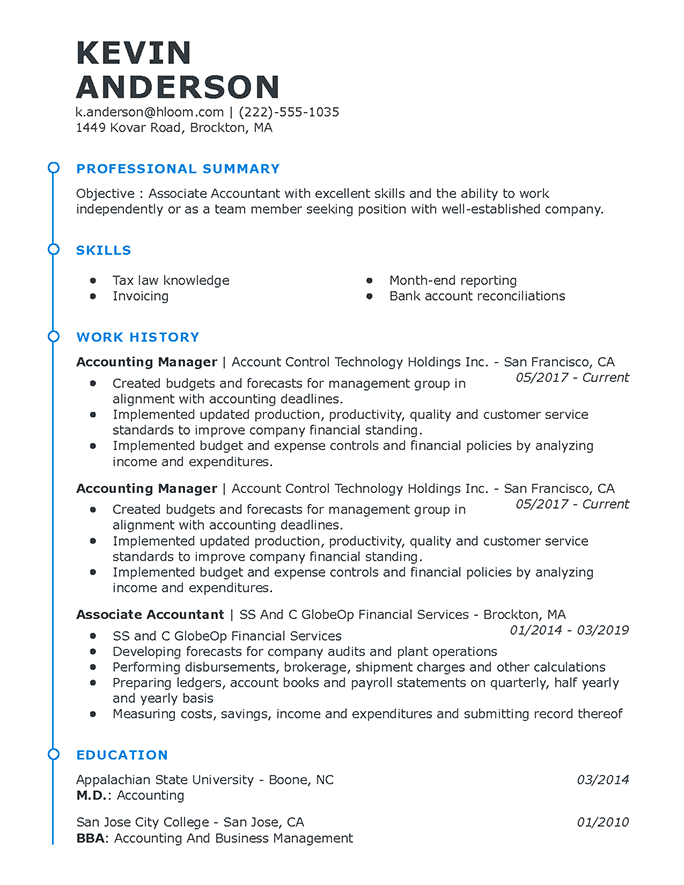 KEVIN
ANDERSON
k.anderson@hloom.com | (222)-555-1035
1449 Kovar Road, Brockton, MA
PROFESSIONAL SUMMARY
Objective : Associate Accountant with excellent skills and the ability to work
independently or as a team member seeking position with well-established company.
SKILLS
● Tax law knowledge
● Invoicing
● Month-end reporting
● Bank account reconciliations
WORK HISTORY
Accounting Manager | Account Control Technology Holdings Inc. - San Francisco, CA
05/2017 - Current
● Created budgets and forecasts for management group in
alignment with accounting deadlines.
● Implemented updated production, productivity, quality and customer service
standards to improve company financial standing.
● Implemented budget and expense controls and financial policies by analyzing
income and expenditures.
Accounting Manager | Account Control Technology Holdings Inc. - San Francisco, CA
05/2017 - Current
● Created budgets and forecasts for management group in
alignment with accounting deadlines.
● Implemented updated production, productivity, quality and customer service
standards to improve company financial standing.
● Implemented budget and expense controls and financial policies by analyzing
income and expenditures.
Associate Accountant | SS And C GlobeOp Financial Services - Brockton, MA
01/2014 - 03/2019
● SS and C GlobeOp Financial Services
● Developing forecasts for company audits and plant operations
● Performing disbursements, brokerage, shipment charges and other calculations
● Preparing ledgers, account books and payroll statements on quarterly, half yearly
and yearly basis
● Measuring costs, savings, income and expenditures and submitting record thereof
EDUCATION
Appalachian State University - Boone, NC 03/2014
M.D.: Accounting
San Jose City College - San Jose, CA 01/2010
BBA: Accounting And Business Management